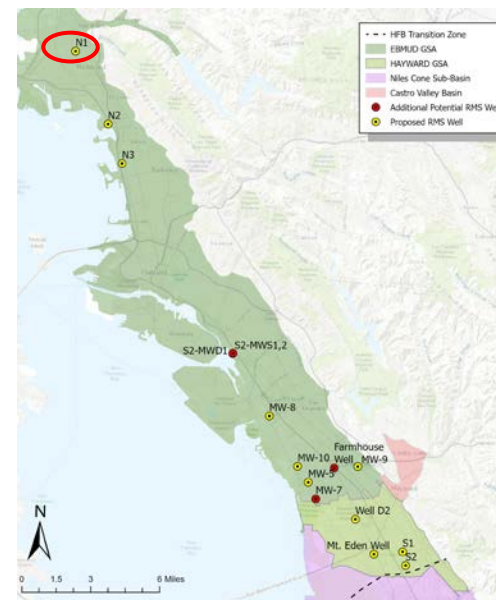 HFB Transition Zone
EBMUD GSA
HAYWARD GSA
Niles Cone Sub-Basin
Castro Valley Basin
Additional Potential RMS We
Proposed RMS Well
N1
N2
N3
S2-MWD1 S2-MWS1,2
MW-8
Farmhouse
MW-10 Well MW-9
MW-5
MW-7
Well D2
N
Mt. Eden Well S1
S2
0 1.5 3 6 Miles